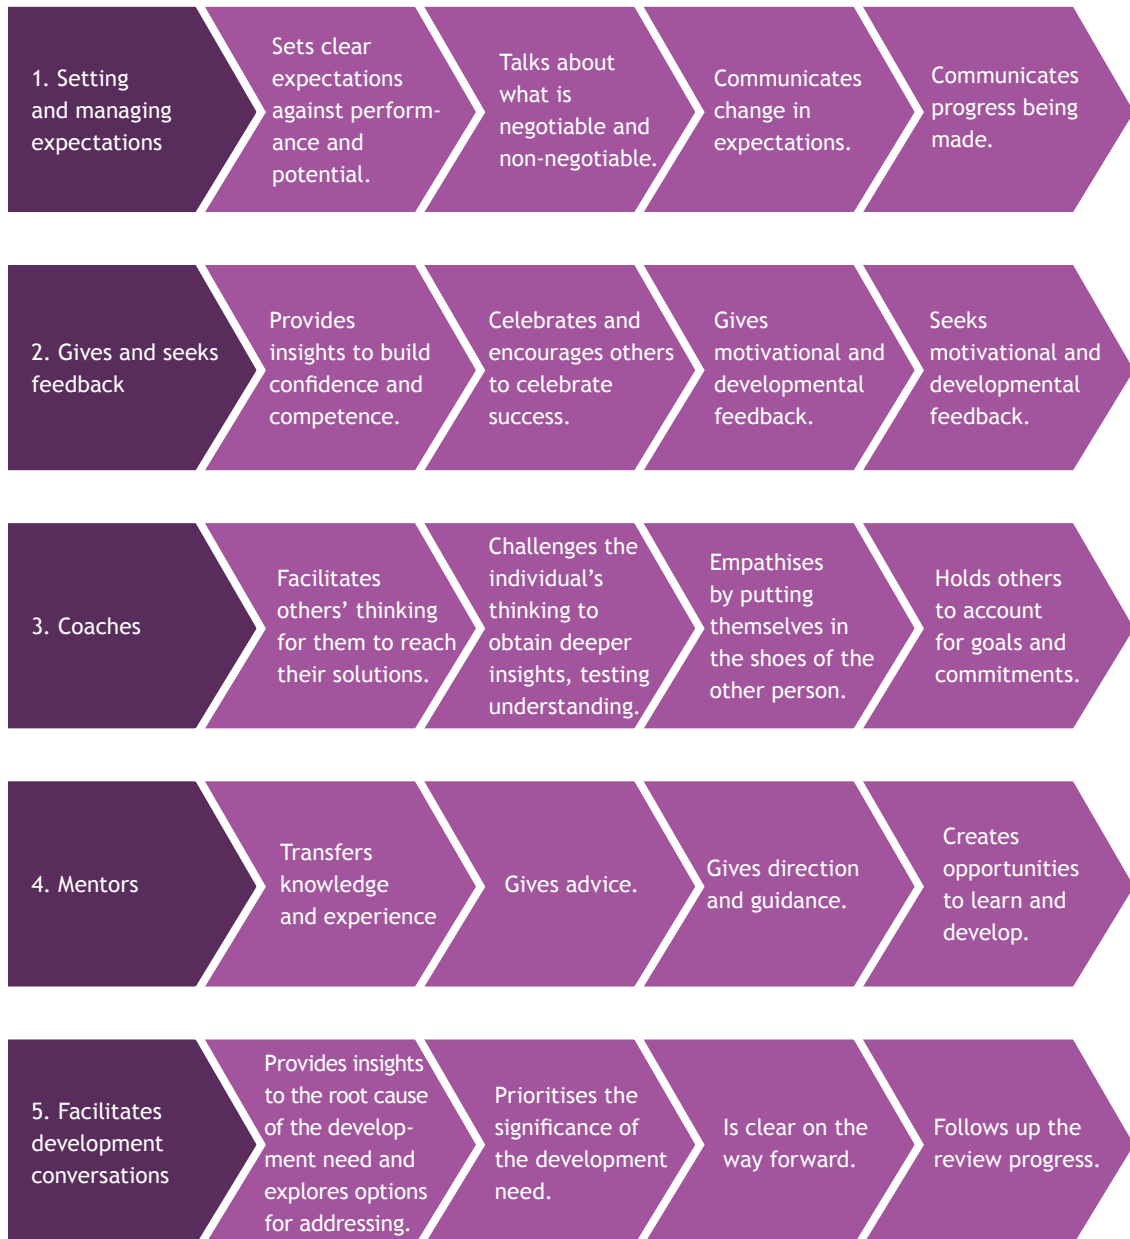 1. Setting
and managing
expectations
Sets clear
expectations
against perform-
ance and
potential.
Talks about
what is
negotiable and
non-negotiable.
Communicates
change in
expectations.
Communicates
progress being
made.
2. Gives and seeks
feedback
Provides
insights to build
confidence and
competence.
Celebrates and
encourages others
to celebrate
success.
Gives
motivational and
developmental
feedback.
Seeks
motivational and
developmental
feedback.
3. Coaches
Facilitates
others’ thinking
for them to reach
their solutions.
Challenges the
individual’s
thinking to
obtain deeper
insights, testing
understanding.
Empathises
by putting
themselves in
the shoes of the
other person.
Holds others
to account
for goals and
commitments.
4. Mentors
Transfers
knowledge
and experience
Gives advice.
Gives direction
and guidance.
Creates
opportunities
to learn and
develop.
5. Facilitates
development
conversations
Provides insights
to the root cause
of the develop-
ment need and
explores options
for addressing.
Prioritises the
significance of
the development
need.
Is clear on the
way forward.
Follows up the
review progress.